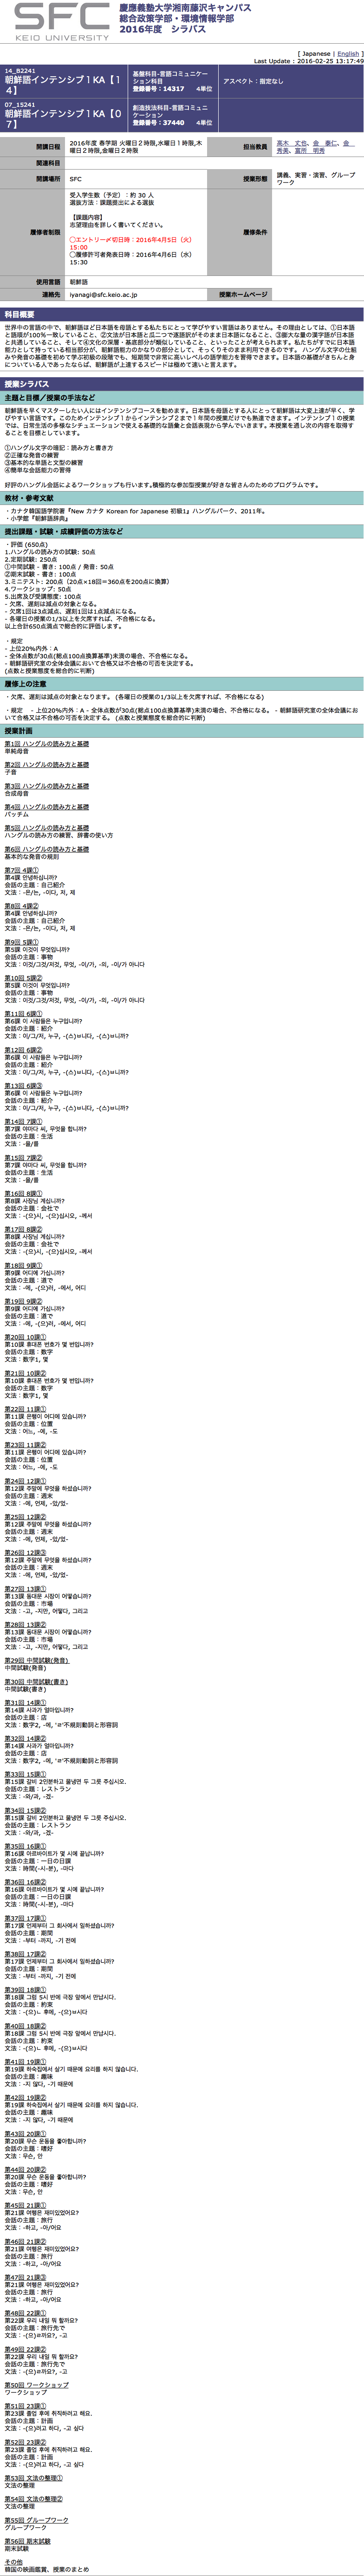 SFC
KEIO UNIVERSITY
慶應義塾大学湘南藤沢キャンパス
総合政策学部・環境情報学部
2016年度 シラバス
[ Japanese | English ]
Last Update : 2016-02-25 13:17:49
14_B2241
朝鮮語インテンシブ1KA【14】
基盤科目-言語コミュニケーション科目
登録番号：14317 4単位
アスペクト：指定なし
07_15241
朝鮮語インテンシブ1KA【07】
創造技法科目-言語コミュニケーション
登録番号：37440 4単位
開講日程
2016年度 春学期 火曜日２時限,水曜日１時限,木曜日２時限,金曜日２時限
担当教員
高木 丈也、金 泰仁、金 秀美、冨所 明秀
関連科目
開講場所
SFC
授業形態
講義、実習・演習、グループワーク
履修者制限
受入学生数（予定）：約 30 人
選抜方法：課題提出による選抜
【課題内容】
志望理由を詳しく書いてください。
○エントリー〆切日時：2016年4月5日（火）15:00
○履修許可者発表日時：2016年4月6日（水）15:30
履修条件
使用言語
朝鮮語
連絡先
iyanagi@sfc.keio.ac.jp
授業ホームページ
科目概要
世界中の言語の中で、朝鮮語ほど日本語を母語とする私たちにとって学びやすい言語はありません。その理由としては、①日本語
と語順が100％一致していること、②文法が日本語と瓜二つで逐語訳がそのまま日本語になること、③膨大な量の漢字語が日本語
と共通していること、そして④文化の深層・基底部分が類似していること、といったことが考えられます。私たちがすでに日本語
能力として持っている相当部分が、朝鮮語能力のかなりの部分として、そっくりそのまま利用できるのです。 ハングル文字の仕組
みや発音の基礎を初めて学ぶ初級の段階でも、短期間で非常に高いレベルの語学能力を習得できます。日本語の基礎がきちんと身
についている人であったならば、朝鮮語が上達するスピードは極めて速いと言えます。
授業シラバス
主題と目標／授業の手法など
朝鮮語を早くマスターしたい人にはインテンシブコースを勧めます。日本語を母語とする人にとって朝鮮語は大変上達が早く、学
びやすい言語です。このためインテンシブ１からインテンシブ２まで１年間の授業だけでも熟達できます。インテンシブ１の授業
では、日常生活の多様なシチュエーションで使える基礎的な語彙と会話表現から学んでいきます。本授業を通し次の内容を取得す
ることを目標としています。
①ハングル文字の暗記：読み方と書き方
②正確な発音の練習
③基本的な単語と文型の練習
④簡単な会話能力の習得
好評のハングル会話によるワークショップも行います。積極的な参加型授業が好きな皆さんのためのプログラムです。
教材・参考文献
・カナタ韓国語学院著『New カナタ Korean for Japanese 初級1』ハングルパーク、2011年。
・小学館『朝鮮語辞典』
提出課題・試験・成績評価の方法など
・評価 (650点)
1.ハングルの読み方の試験: 50点
2.定期試験: 250点
①中間試験 - 書き: 100点 / 発音: 50点
②期末試験 - 書き: 100点
3.ミニテスト: 200点（20点×18回＝360点を200点に換算）
4.ワークショップ: 50点
5.出席及び受講態度: 100点
- 欠席、遅刻は減点の対象となる。
- 欠席1回は3点減点、遅刻1回は1点減点になる。
- 各曜日の授業の1/3以上を欠席すれば、不合格になる。
以上合計650点満点で総合的に評価します。
・規定
- 上位20％内外：A
- 全体点数が30点(総点100点換算基準)未満の場合、不合格になる。
- 朝鮮語研究室の全体会議において合格又は不合格の可否を決定する。
(点数と授業態度を総合的に判断)
履修上の注意
・欠席、遅刻は減点の対象となります。 (各曜日の授業の1/3以上を欠席すれば、不合格になる)
・規定 - 上位20％内外：A - 全体点数が30点(総点100点換算基準)未満の場合、不合格になる。 - 朝鮮語研究室の全体会議にお
いて合格又は不合格の可否を決定する。 (点数と授業態度を総合的に判断)
授業計画
第1回 ハングルの読み方と基礎
単純母音
第2回 ハングルの読み方と基礎
子音
第3回 ハングルの読み方と基礎
合成母音
第4回 ハングルの読み方と基礎
パッチム
第5回 ハングルの読み方と基礎
ハングルの読み方の練習、辞書の使い方
第6回 ハングルの読み方と基礎
基本的な発音の規則
第7回 4課①
第4課 안녕하십니까?
会話の主題：自己紹介
文法：-은/는, -이다, 저, 제
第8回 4課②
第4課 안녕하십니까?
会話の主題：自己紹介
文法：-은/는, -이다, 저, 제
第9回 5課①
第5課 이것이 무엇입니까?
会話の主題：事物
文法：이것/그것/저것, 무엇, -이/가, -의, -이/가 아니다
第10回 5課②
第5課 이것이 무엇입니까?
会話の主題：事物
文法：이것/그것/저것, 무엇, -이/가, -의, -이/가 아니다
第11回 6課①
第6課 이 사람들은 누구입니까?
会話の主題：紹介
文法：이/그/저, 누구, -(스)ㅂ니다, -(스)ㅂ니까?
第12回 6課②
第6課 이 사람들은 누구입니까?
会話の主題：紹介
文法：이/그/저, 누구, -(스)ㅂ니다, -(스)ㅂ니까?
第13回 6課③
第6課 이 사람들은 누구입니까?
会話の主題：紹介
文法：이/그/저, 누구, -(스)ㅂ니다, -(스)ㅂ니까?
第14回 7課①
第7課 야마다 씨, 무엇을 합니까?
会話の主題：生活
文法：-을/를
第15回 7課②
第7課 야마다 씨, 무엇을 합니까?
会話の主題：生活
文法：-을/를
第16回 8課①
第8課 사장님 계십니까?
会話の主題：会社で
文法：-(으)시, -(으)십시오, -께서
第17回 8課②
第8課 사장님 계십니까?
会話の主題：会社で
文法：-(으)시, -(으)십시오, -께서
第18回 9課①
第9課 어디에 가십니까?
会話の主題：道で
文法：-에, -(으)러, -에서, 어디
第19回 9課②
第9課 어디에 가십니까?
会話の主題：道で
文法：-에, -(으)러, -에서, 어디
第20回 10課①
第10課 휴대폰 번호가 몇 번입니까?
会話の主題：数字
文法：数字1, 몇
第21回 10課②
第10課 휴대폰 번호가 몇 번입니까?
会話の主題：数字
文法：数字1, 몇
第22回 11課①
第11課 은행이 어디에 있습니까?
会話の主題：位置
文法：어느, -에, -도
第23回 11課②
第11課 은행이 어디에 있습니까?
会話の主題：位置
文法：어느, -에, -도
第24回 12課①
第12課 주말에 무엇을 하셨습니까?
会話の主題：週末
文法：-에, 언제, -았/었-
第25回 12課②
第12課 주말에 무엇을 하셨습니까?
会話の主題：週末
文法：-에, 언제, -았/었-
第26回 12課③
第12課 주말에 무엇을 하셨습니까?
会話の主題：週末
文法：-에, 언제, -았/었-
第27回 13課①
第13課 동대문 시장이 어떻습니까?
会話の主題：市場
文法：-고, -지만, 어떻다, 그리고
第28回 13課②
第13課 동대문 시장이 어떻습니까?
会話の主題：市場
文法：-고, -지만, 어떻다, 그리고
第29回 中間試験(発音)
中間試験(発音)
第30回 中間試験(書き)
中間試験(書き)
第31回 14課①
第14課 사과가 얼마입니까?
会話の主題：店
文法：数字2, -에, 'ㄹ'不規則動詞と形容詞
第32回 14課②
第14課 사과가 얼마입니까?
会話の主題：店
文法：数字2, -에, 'ㄹ'不規則動詞と形容詞
第33回 15課①
第15課 갈비 2인분하고 물냉면 두 그릇 주십시오.
会話の主題：レストラン
文法：-와/과, -겠-
第34回 15課②
第15課 갈비 2인분하고 물냉면 두 그릇 주십시오.
会話の主題：レストラン
文法：-와/과, -겠-
第35回 16課①
第16課 아르바이트가 몇 시에 끝납니까?
会話の主題：一日の日課
文法：時間(-시-분), -마다
第36回 16課②
第16課 아르바이트가 몇 시에 끝납니까?
会話の主題：一日の日課
文法：時間(-시-분), -마다
第37回 17課①
第17課 언제부터 그 회사에서 일하셨습니까?
会話の主題：期間
文法：-부터 -까지, -기 전에
第38回 17課②
第17課 언제부터 그 회사에서 일하셨습니까?
会話の主題：期間
文法：-부터 -까지, -기 전에
第39回 18課①
第18課 그럼 5시 반에 극장 앞에서 만납시다.
会話の主題：約束
文法：-(으)ㄴ 후에, -(으)ㅂ시다
第40回 18課②
第18課 그럼 5시 반에 극장 앞에서 만납시다.
会話の主題：約束
文法：-(으)ㄴ 후에, -(으)ㅂ시다
第41回 19課①
第19課 하숙집에서 살기 때문에 요리를 하지 않습니다.
会話の主題：趣味
文法：-지 않다, -기 때문에
第42回 19課②
第19課 하숙집에서 살기 때문에 요리를 하지 않습니다.
会話の主題：趣味
文法：-지 않다, -기 때문에
第43回 20課①
第20課 무슨 운동을 좋아합니까?
会話の主題：嗜好
文法：무슨, 안
第44回 20課②
第20課 무슨 운동을 좋아합니까?
会話の主題：嗜好
文法：무슨, 안
第45回 21課①
第21課 여행은 재미있었어요?
会話の主題：旅行
文法：-하고, -아/어요
第46回 21課②
第21課 여행은 재미있었어요?
会話の主題：旅行
文法：-하고, -아/어요
第47回 21課③
第21課 여행은 재미있었어요?
会話の主題：旅行
文法：-하고, -아/어요
第48回 22課①
第22課 우리 내일 뭐 할까요?
会話の主題：旅行先で
文法：-(으)ㄹ까요?, -고
第49回 22課②
第22課 우리 내일 뭐 할까요?
会話の主題：旅行先で
文法：-(으)ㄹ까요?, -고
第50回 ワークショップ
ワークショップ
第51回 23課①
第23課 졸업 후에 취직하려고 해요.
会話の主題：計画
文法：-(으)려고 하다, -고 싶다
第52回 23課②
第23課 졸업 후에 취직하려고 해요.
会話の主題：計画
文法：-(으)려고 하다, -고 싶다
第53回 文法の整理①
文法の整理
第54回 文法の整理②
文法の整理
第55回 グループワーク
グループワーク
第56回 期末試験
期末試験
その他
韓国の映画鑑賞、授業のまとめ